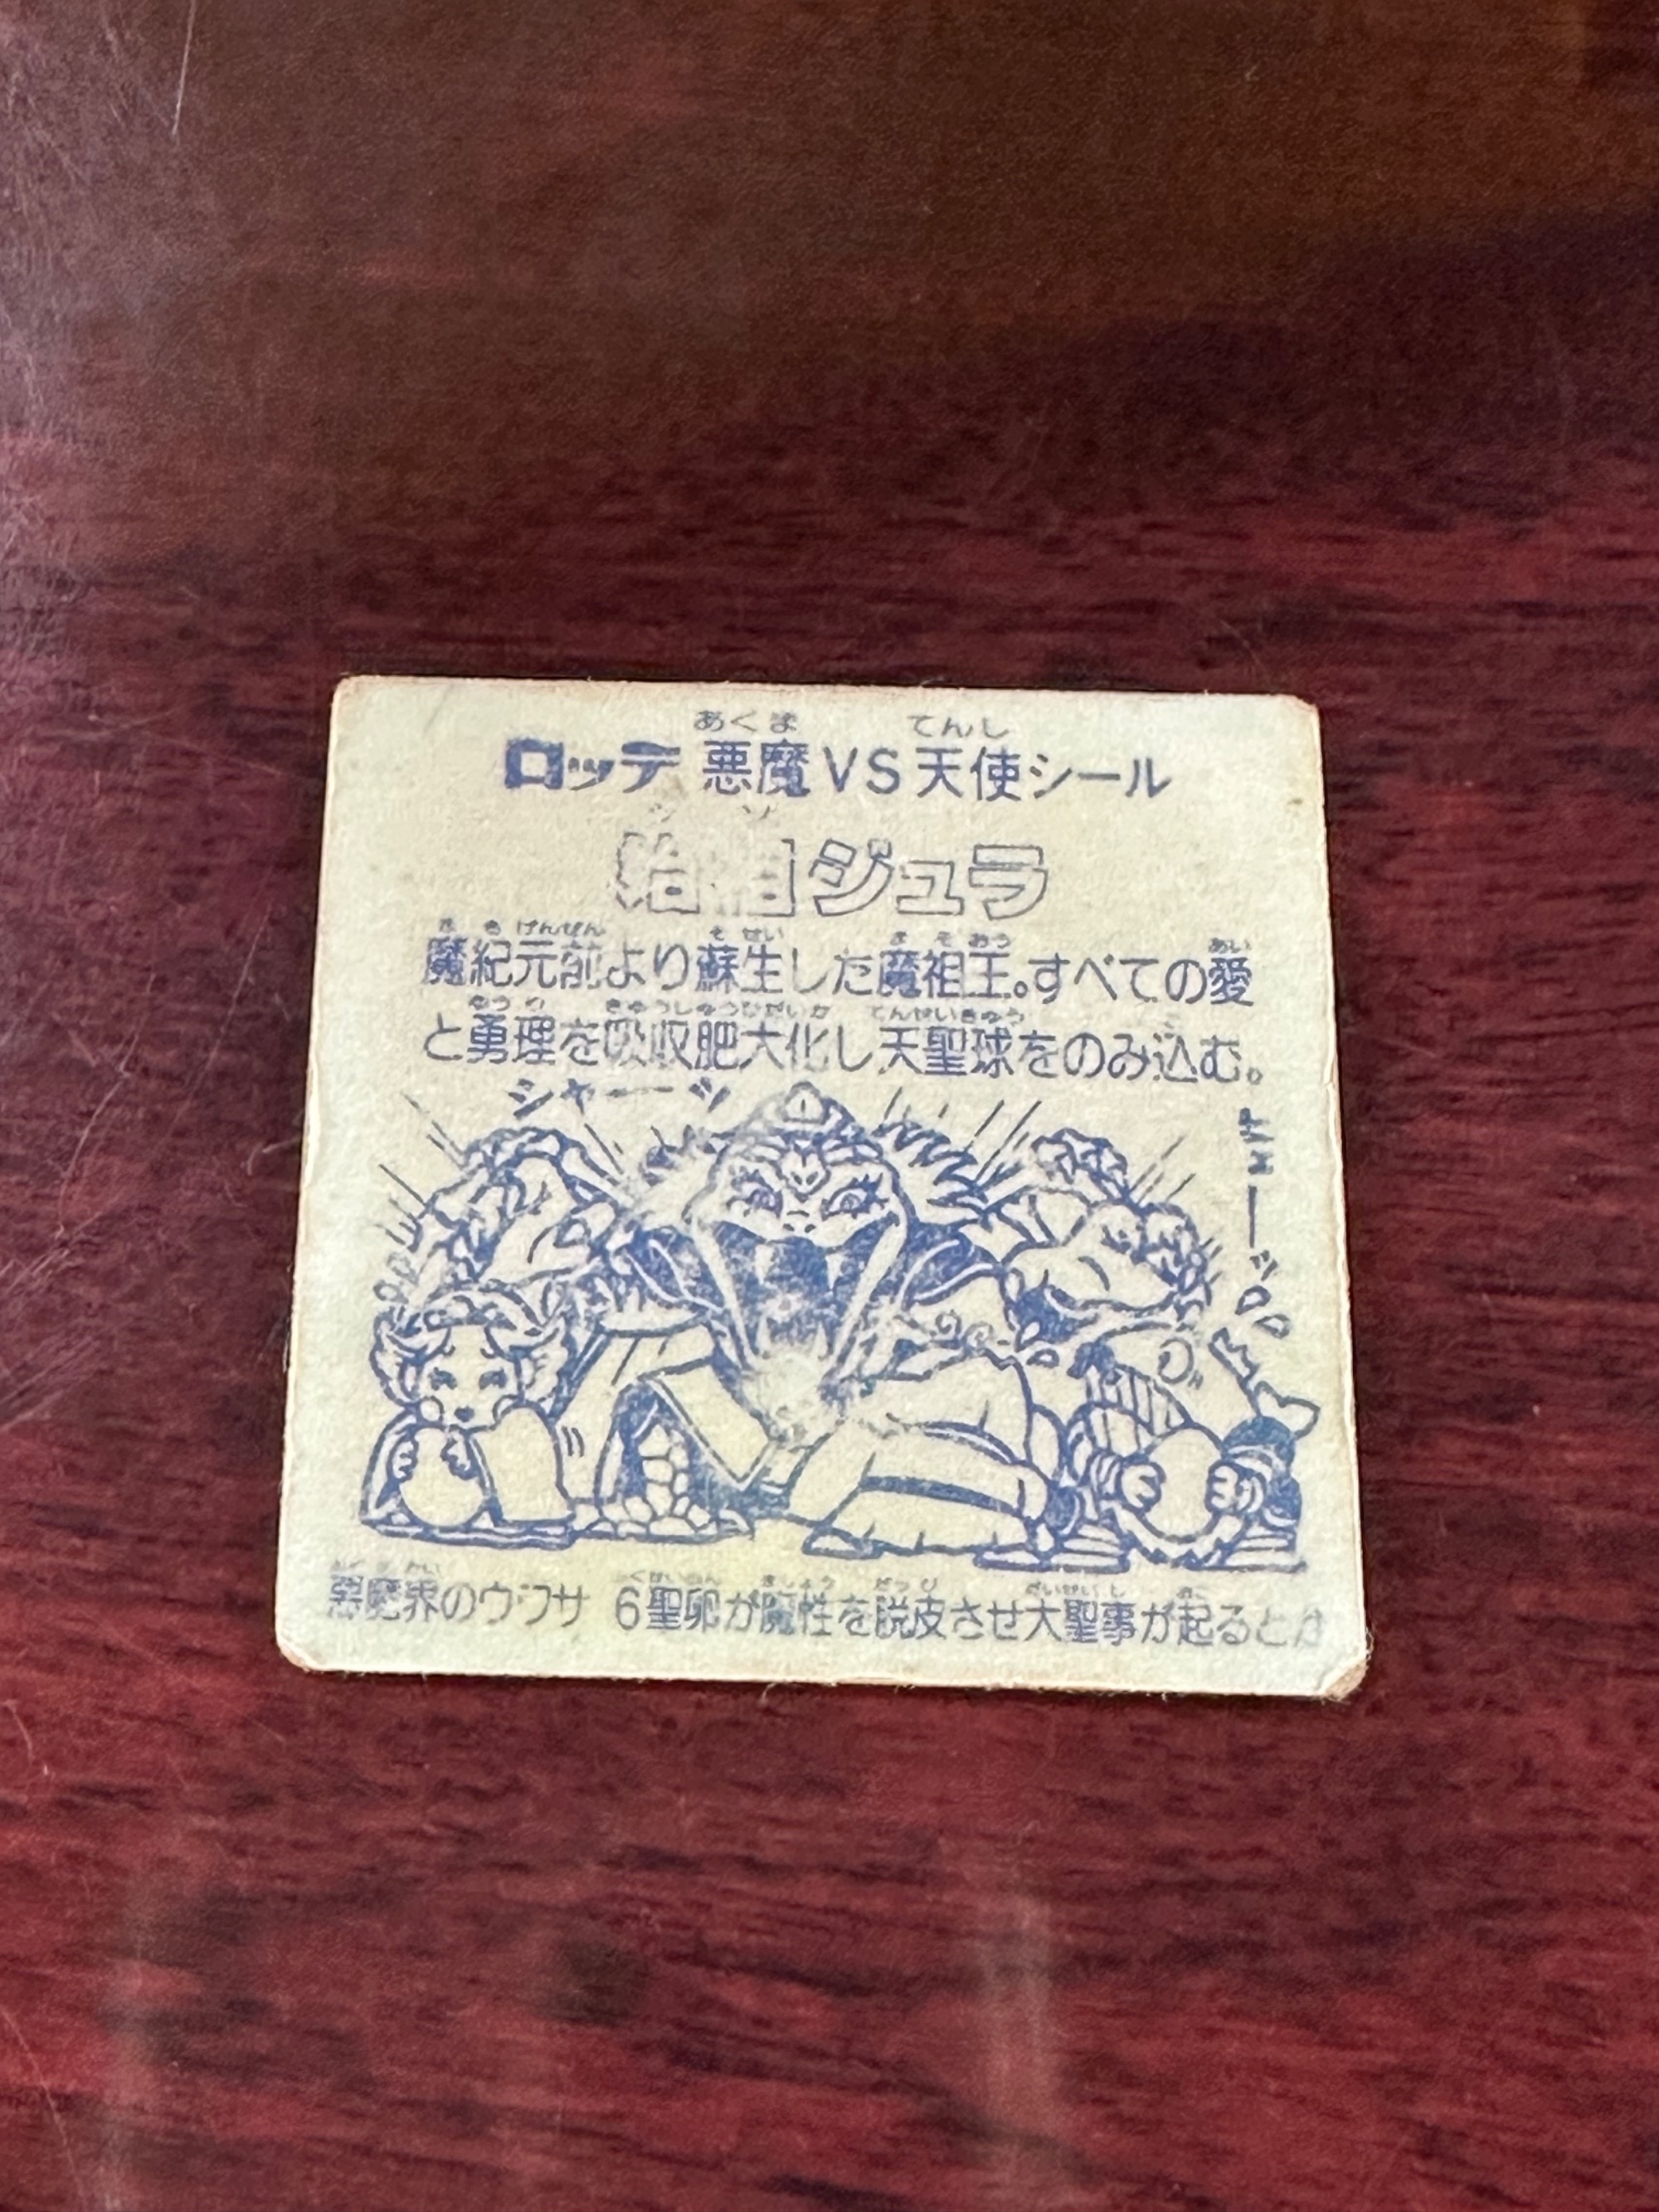 ロッテ 悪魔VS天使シール
始祖ジュラ
魔紀元前より蘇生した魔祖王。すべての愛
と勇理を吸収肥大化し天聖球をのみ込む。
シャーッ
悪魔界のウワサ 6聖卵が魔性を脱皮させ大聖事が起るとか